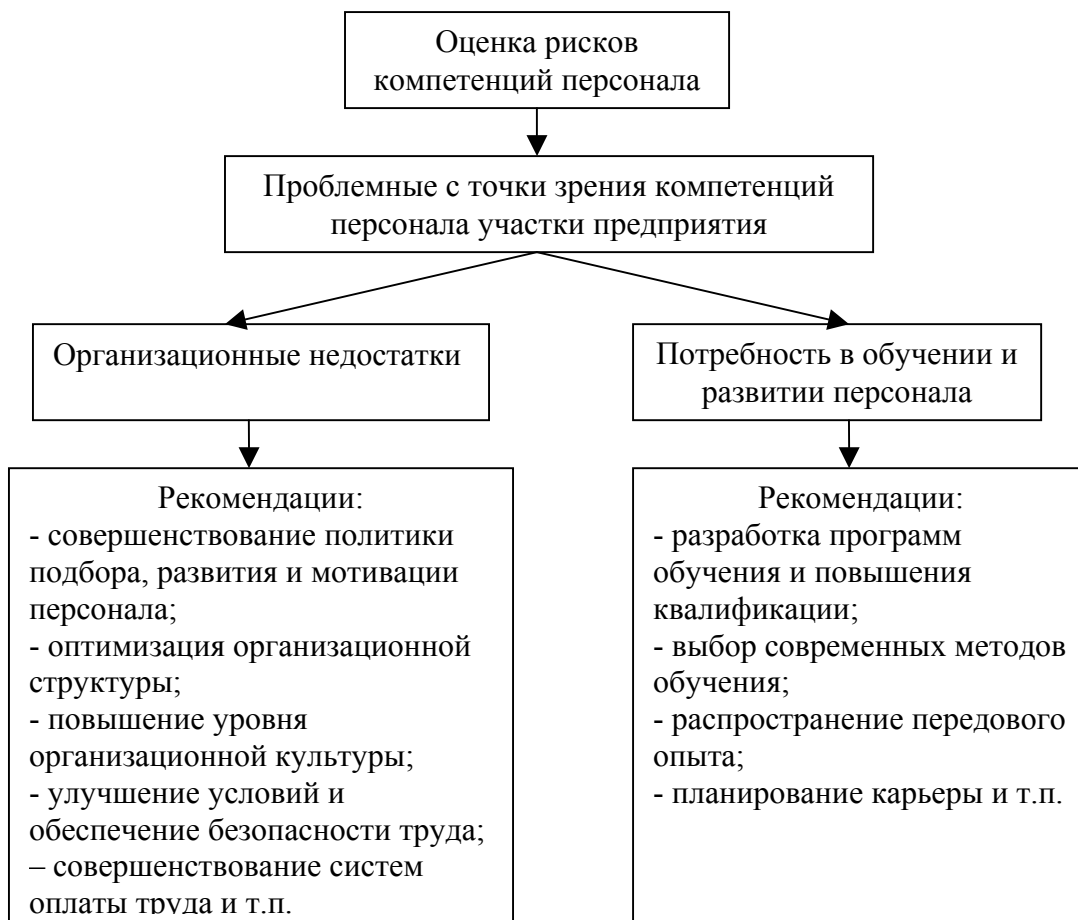 Оценка рисков
компетенций персонала
Проблемные с точки зрения компетенций
персонала участки предприятия
Организационные недостатки
Потребность в обучении и
развитии персонала
Рекомендации:
- совершенствование политики
подбора, развития и мотивации
персонала;
- оптимизация организационной
структуры;
- повышение уровня
организационной культуры;
- улучшение условий и
обеспечение безопасности труда;
– совершенствование систем
оплаты труда и т.п.
Рекомендации:
- разработка программ
обучения и повышения
квалификации;
- выбор современных методов
обучения;
- распространение передового
опыта;
- планирование карьеры и т.п.